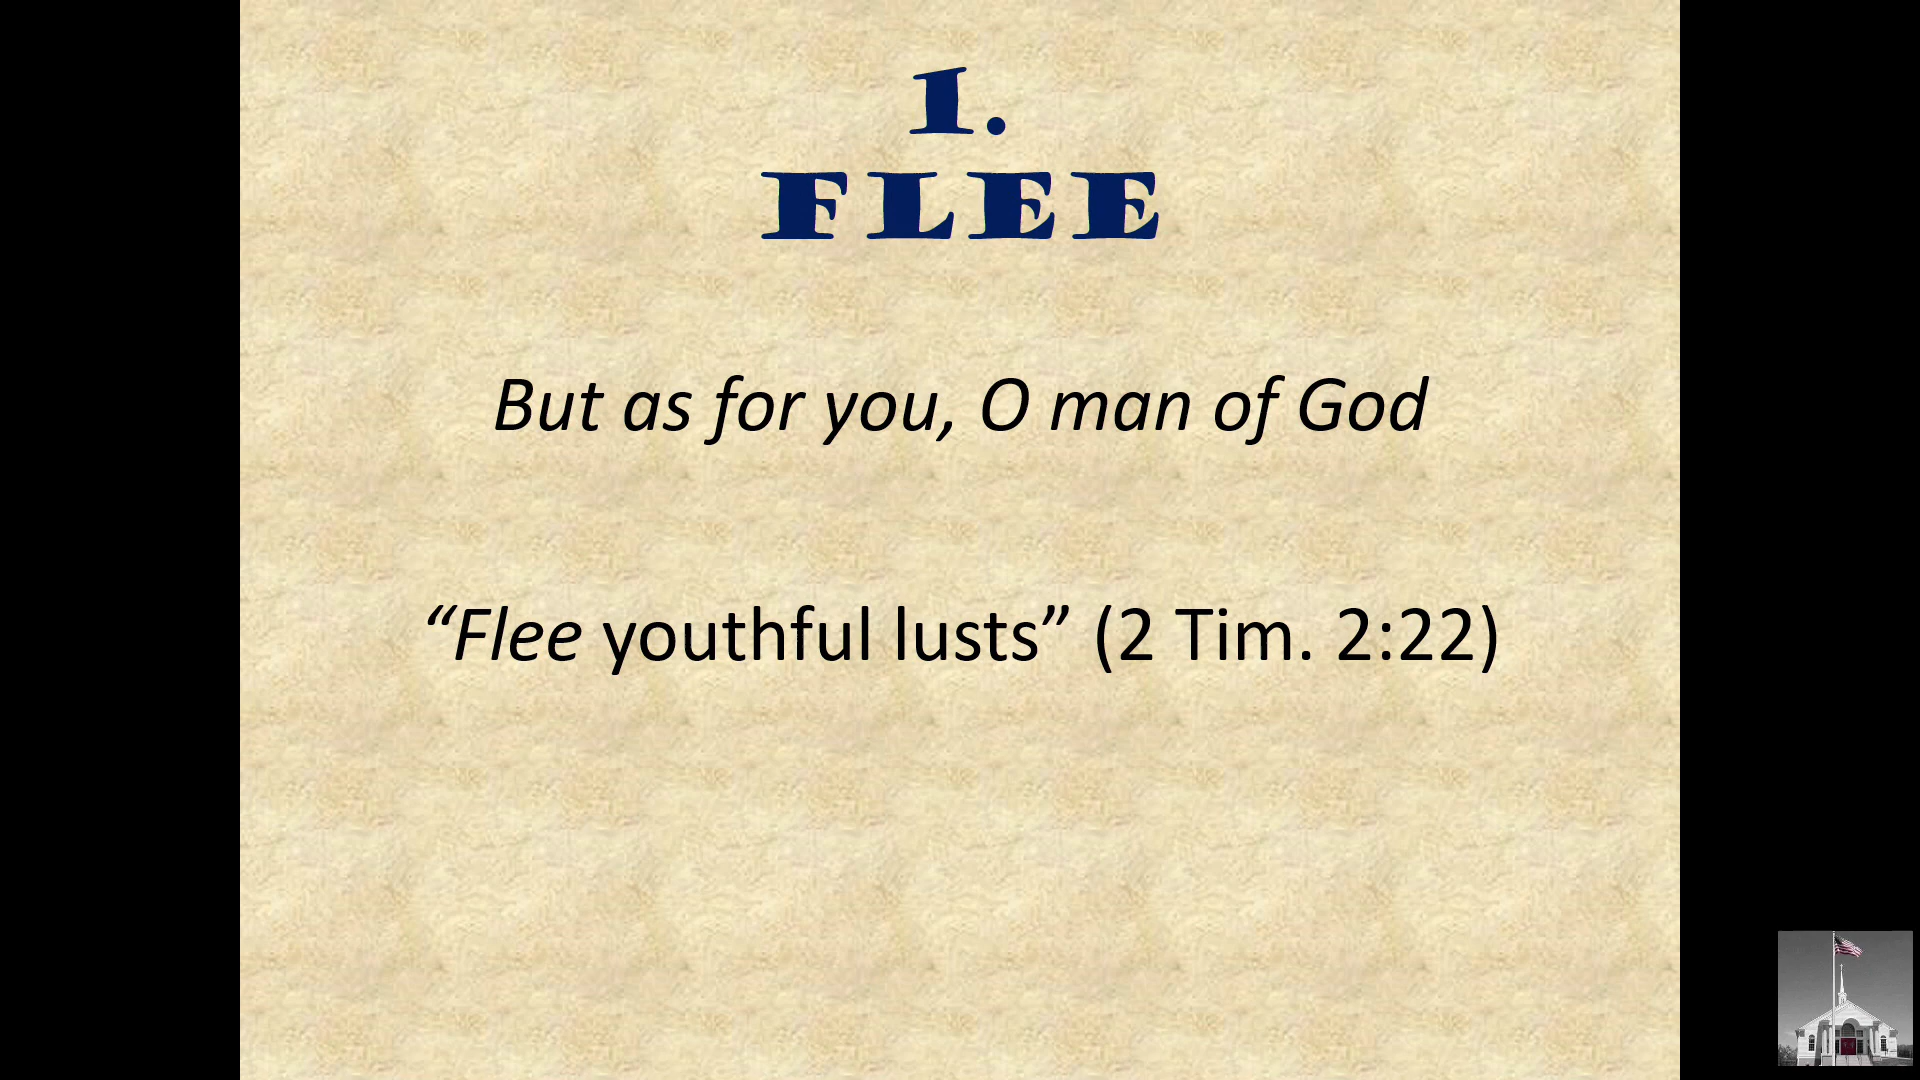 1.
FLEE
But as for you, O man of God
“Flee youthful lusts” (2 Tim. 2:22)